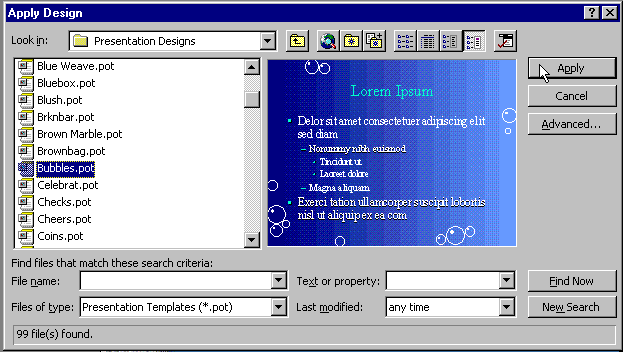 Apply Design
Look in: Presentation Designs
Blue Weave.pot
Bluebox.pot
Blush.pot
Brknbar.pot
Brown Marble.pot
Brownbag.pot
Bubbles.pot
Celebrat.pot
Checks.pot
Cheers.pot
Coins.pot
Lorem Ipsum
Dolor sit amet consectetuer adipiscing elit
sed diam
– Nonummy nibh euismod
Tincidunt ut
Laoreet dolore
– Magna aliquam
Exerci tation ullamcorper suscipit lobortis
nisl ut aliquip ex ea com
Apply
Cancel
Advanced...
Find files that match these search criteria:
File name: Text or property: Find Now
Files of type: Presentation Templates (*.pot) Last modified: any time New Search
99 file(s) found.